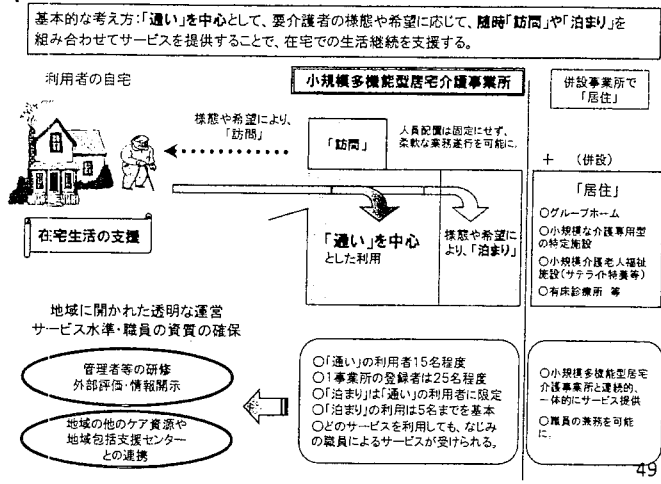 基本的な考え方:「通い」を中心として、要介護者の様態や希望に応じて、随時「訪問」や「泊まり」を
組み合わせてサービスを提供することで、在宅での生活継続を支援する。
利用者の自宅
小規模多機能型居宅介護事業所
併設事業所で
「居住」
様態や希望により、
「訪問」
「訪問」
人員配置は固定にせず、
柔軟な業務遂行を可能に。
+ (併設)
「居住」
○グループホーム
○小規模な介護専用型
の特定施設
○小規模介護老人福祉
施設(サテライト特養等)
○有床診療所 等
在宅生活の支援
「通い」を中心
とした利用
様態や希望に
より、「泊まり」
地域に開かれた透明な運営
サービス水準・職員の資質の確保
管理者等の研修
外部評価・情報開示
地域の他のケア資源や
地域包括支援センター
との連携
○「通い」の利用者15名程度
○1事業所の登録者は25名程度
○「泊まり」は「通い」の利用者に限定
○「泊まり」の利用は5名までを基本
○どのサービスを利用しても、なじみ
の職員によるサービスが受けられる。
○小規模多機能型居宅
介護事業所と連続的、
一体的にサービス提供
○職員の兼務を可能
に。
49